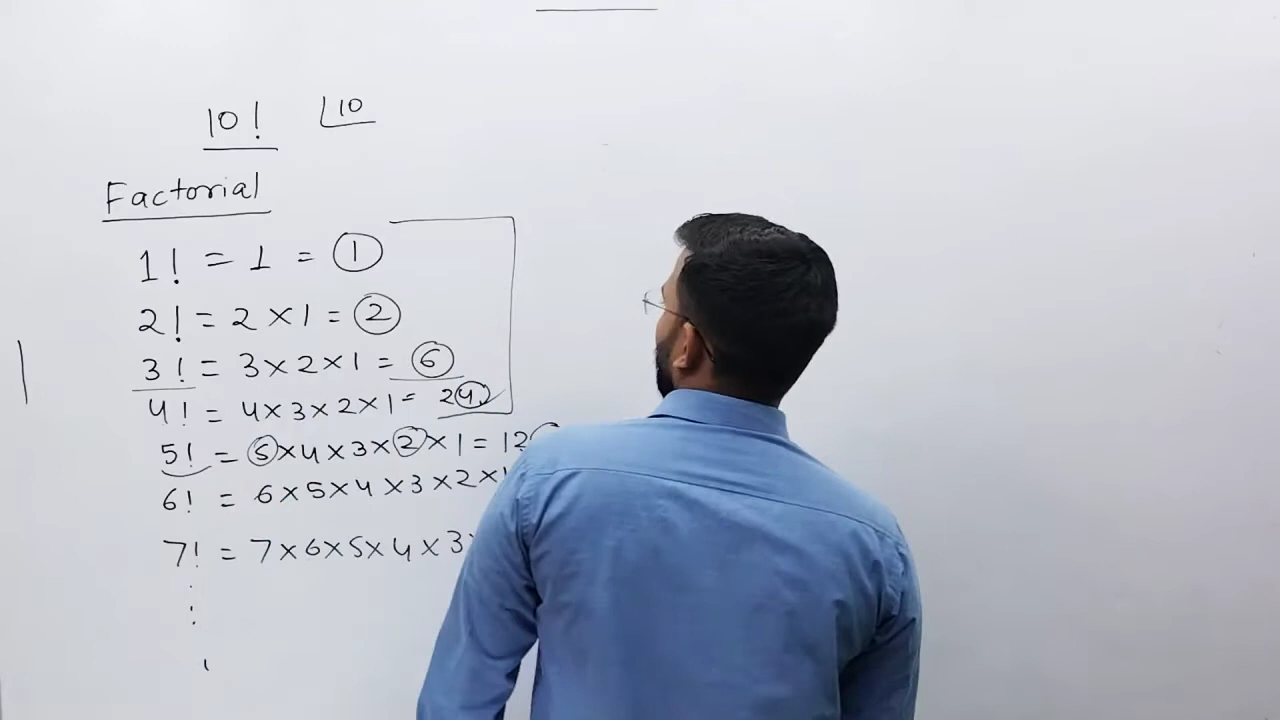 10! 10
Factorial
1! = 1 = 1
2! = 2 × 1 = 2
3! = 3 × 2 × 1 = 6
4! = 4 × 3 × 2 × 1 = 24
5! = 5 × 4 × 3 × 2 × 1 = 12
6! = 6 × 5 × 4 × 3 × 2 × 1
7! = 7 × 6 × 5 × 4 × 3